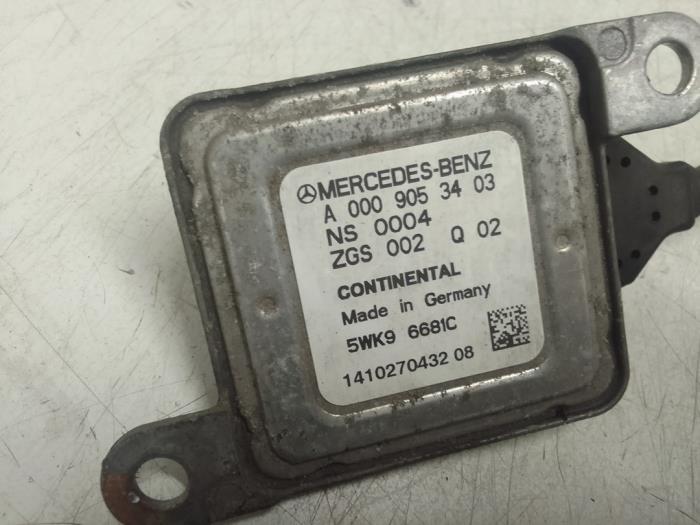 MERCEDES-BENZ
A 000 905 34 03
NS 0004
ZGS 002 Q 02
CONTINENTAL
Made in Germany
5WK9 6681C
1410270432 08